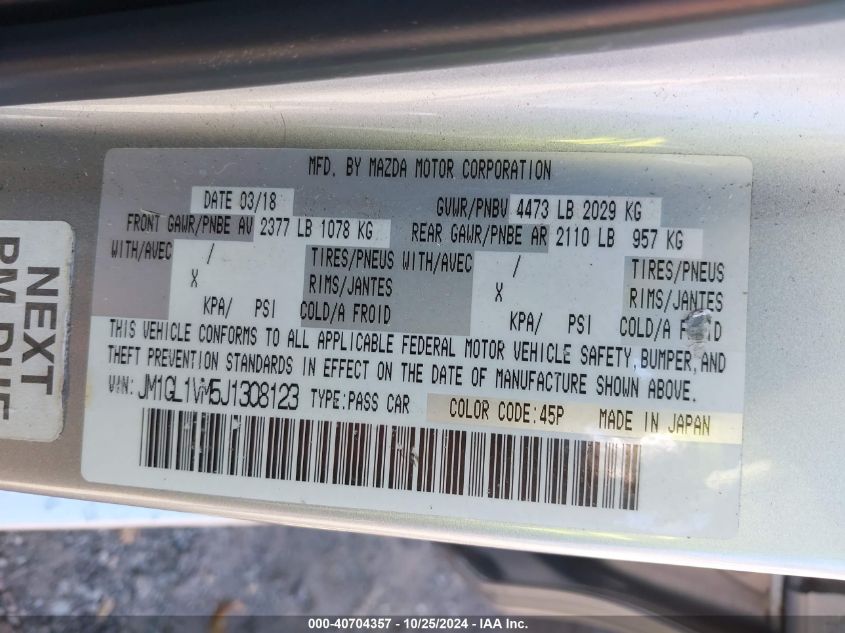 MFD. BY MAZDA MOTOR CORPORATION
DATE 03/18 GVWR/PNBV 4473 LB 2029 KG
FRONT GAWR/PNBE AV 2377 LB 1078 KG REAR GAWR/PNBE AR 2110 LB 957 KG
WITH/AVEC / TIRES/PNEUS WITH/AVEC / TIRES/PNEUS
X RIMS/JANTES X RIMS/JANTES
KPA/ PSI COLD/A FROID KPA/ PSI COLD/A FROID
THIS VEHICLE CONFORMS TO ALL APPLICABLE FEDERAL MOTOR VEHICLE SAFETY, BUMPER, AND
THEFT PREVENTION STANDARDS IN EFFECT ON THE DATE OF MANUFACTURE SHOWN ABOVE.
VIN: JM1GL1VM5J1308123 TYPE:PASS CAR COLOR CODE:45P MADE IN JAPAN
NEXT
PM DUE
000-40704357 - 10/25/2024 - IAA Inc.